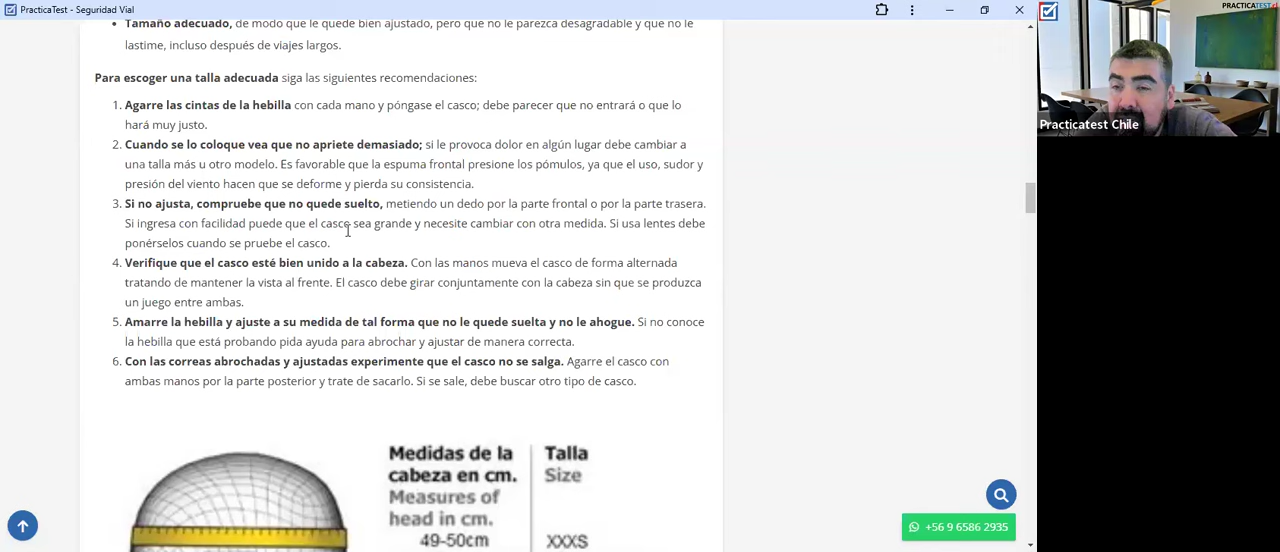 PracticaTest - Seguridad Vial
Tamaño adecuado, de modo que le quede bien ajustado, pero que no le parezca desagradable y que no le
lastime, incluso después de viajes largos.
Para escoger una talla adecuada siga las siguientes recomendaciones:
1. Agarre las cintas de la hebilla con cada mano y póngase el casco; debe parecer que no entrará o que lo
hará muy justo.
2. Cuando se lo coloque vea que no apriete demasiado; si le provoca dolor en algún lugar debe cambiar a
una talla más u otro modelo. Es favorable que la espuma frontal presione los pómulos, ya que el uso, sudor y
presión del viento hacen que se deforme y pierda su consistencia.
3. Si no ajusta, compruebe que no quede suelto, metiendo un dedo por la parte frontal o por la parte trasera.
Si ingresa con facilidad puede que el casco sea grande y necesite cambiar con otra medida. Si usa lentes debe
ponérselos cuando se pruebe el casco.
4. Verifique que el casco esté bien unido a la cabeza. Con las manos mueva el casco de forma alternada
tratando de mantener la vista al frente. El casco debe girar conjuntamente con la cabeza sin que se produzca
un juego entre ambas.
5. Amarre la hebilla y ajuste a su medida de tal forma que no le quede suelta y no le ahogue. Si no conoce
la hebilla que está probando pida ayuda para abrochar y ajustar de manera correcta.
6. Con las correas abrochadas y ajustadas experimente que el casco no se salga. Agarre el casco con
ambas manos por la parte posterior y trate de sacarlo. Si se sale, debe buscar otro tipo de casco.
Medidas de la
cabeza en cm.
Measures of
head in cm.
49-50cm
Talla
Size
XXXS
+56 9 6586 2935
PRACTICATEST.cl
Practicatest Chile